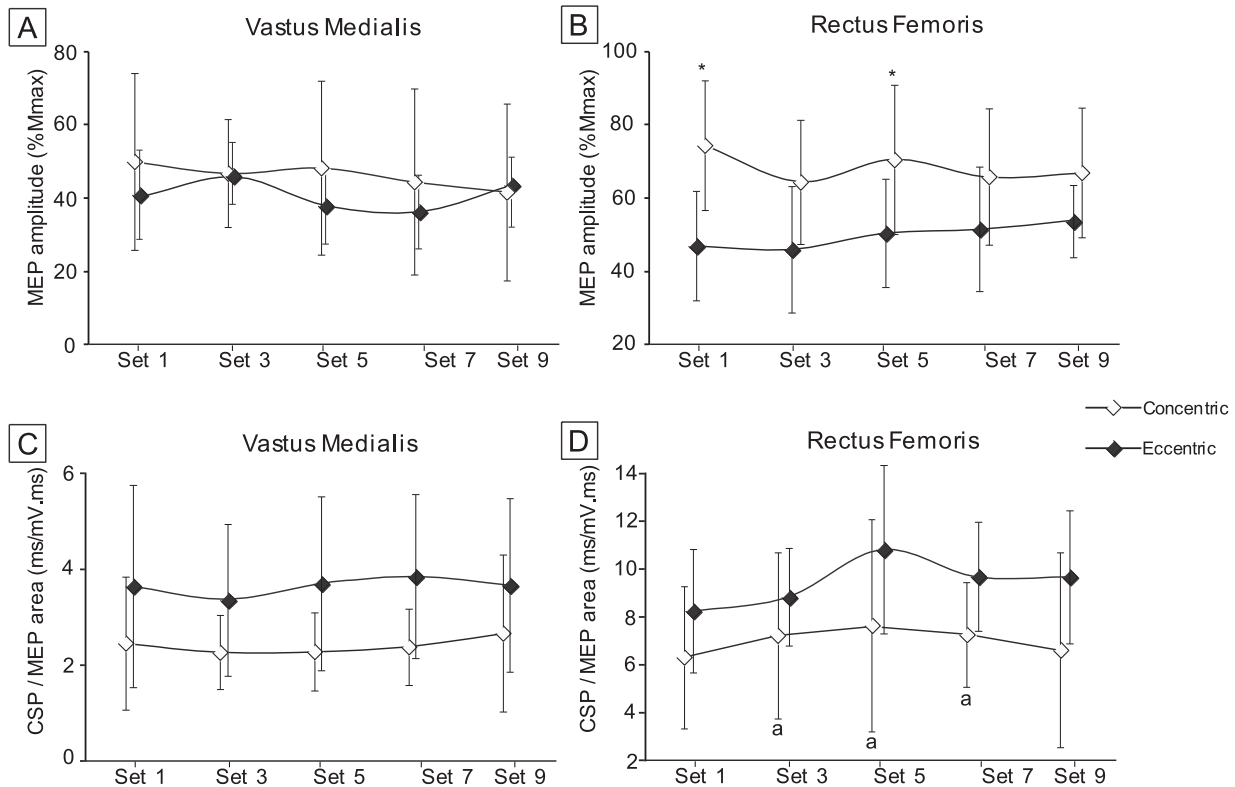 A
Vastus Medialis
MEP amplitude (%Mmax)
80
60
40
20
0
Set 1
Set 3
Set 5
Set 7
Set 9
B
Rectus Femoris
MEP amplitude (%Mmax)
100
80
60
40
20
*
*
Set 1
Set 3
Set 5
Set 7
Set 9
Concentric
Eccentric
C
Vastus Medialis
CSP / MEP area (ms/mV.ms)
6
4
2
0
Set 1
Set 3
Set 5
Set 7
Set 9
D
Rectus Femoris
CSP / MEP area (ms/mV.ms)
14
12
10
8
6
4
2
a
a
a
Set 1
Set 3
Set 5
Set 7
Set 9